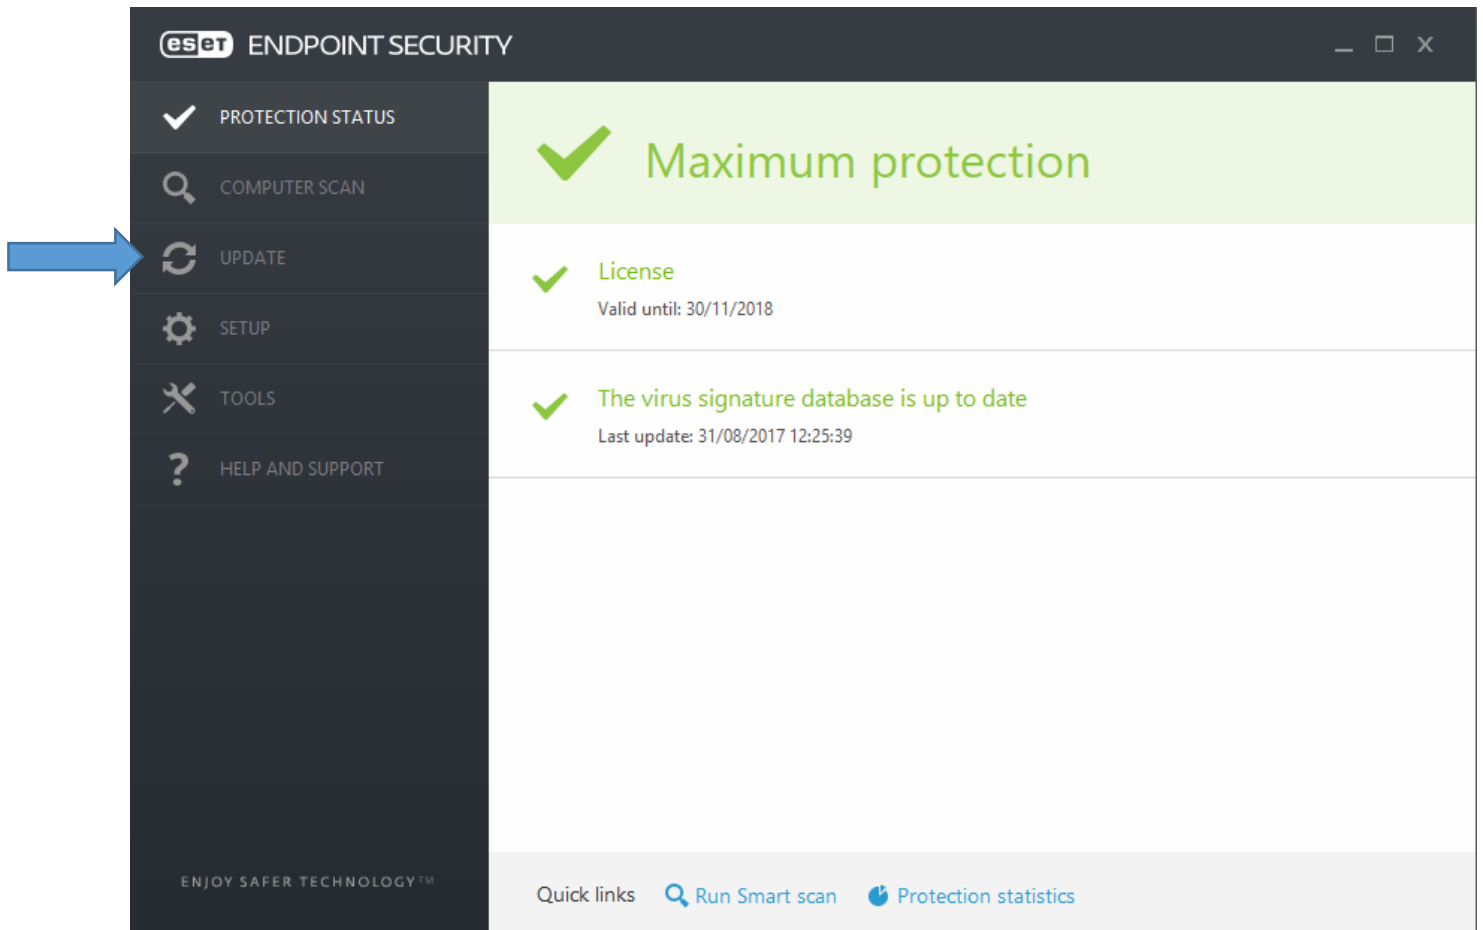 eset ENDPOINT SECURITY
PROTECTION STATUS
COMPUTER SCAN
UPDATE
SETUP
TOOLS
HELP AND SUPPORT
ENJOY SAFER TECHNOLOGY™
Maximum protection
License
Valid until: 30/11/2018
The virus signature database is up to date
Last update: 31/08/2017 12:25:39
Quick links Run Smart scan Protection statistics